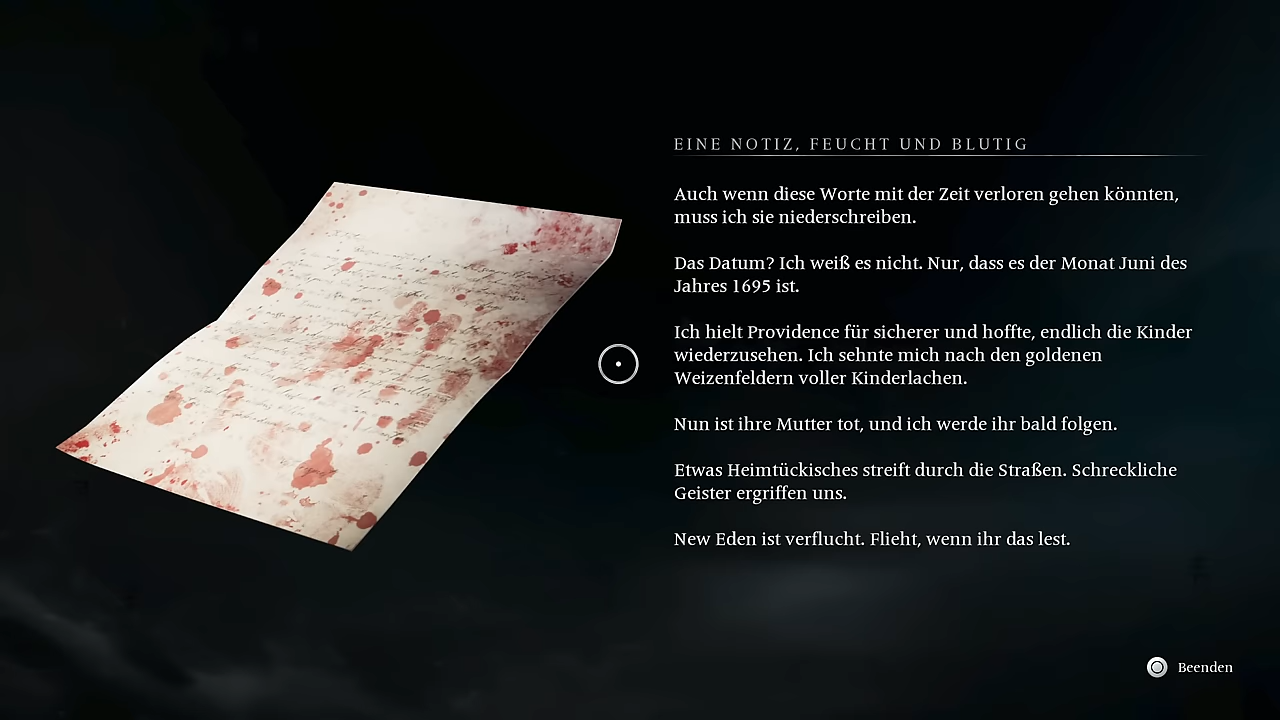 EINE NOTIZ, FEUCHT UND BLUTIG
Auch wenn diese Worte mit der Zeit verloren gehen könnten,
muss ich sie niederschreiben.
Das Datum? Ich weiß es nicht. Nur, dass es der Monat Juni des
Jahres 1695 ist.
Ich hielt Providence für sicherer und hoffte, endlich die Kinder
wiederzusehen. Ich sehnte mich nach den goldenen
Weizenfeldern voller Kinderlachen.
Nun ist ihre Mutter tot, und ich werde ihr bald folgen.
Etwas Heimtückisches streift durch die Straßen. Schreckliche
Geister ergriffen uns.
New Eden ist verflucht. Flieht, wenn ihr das lest.
Beenden